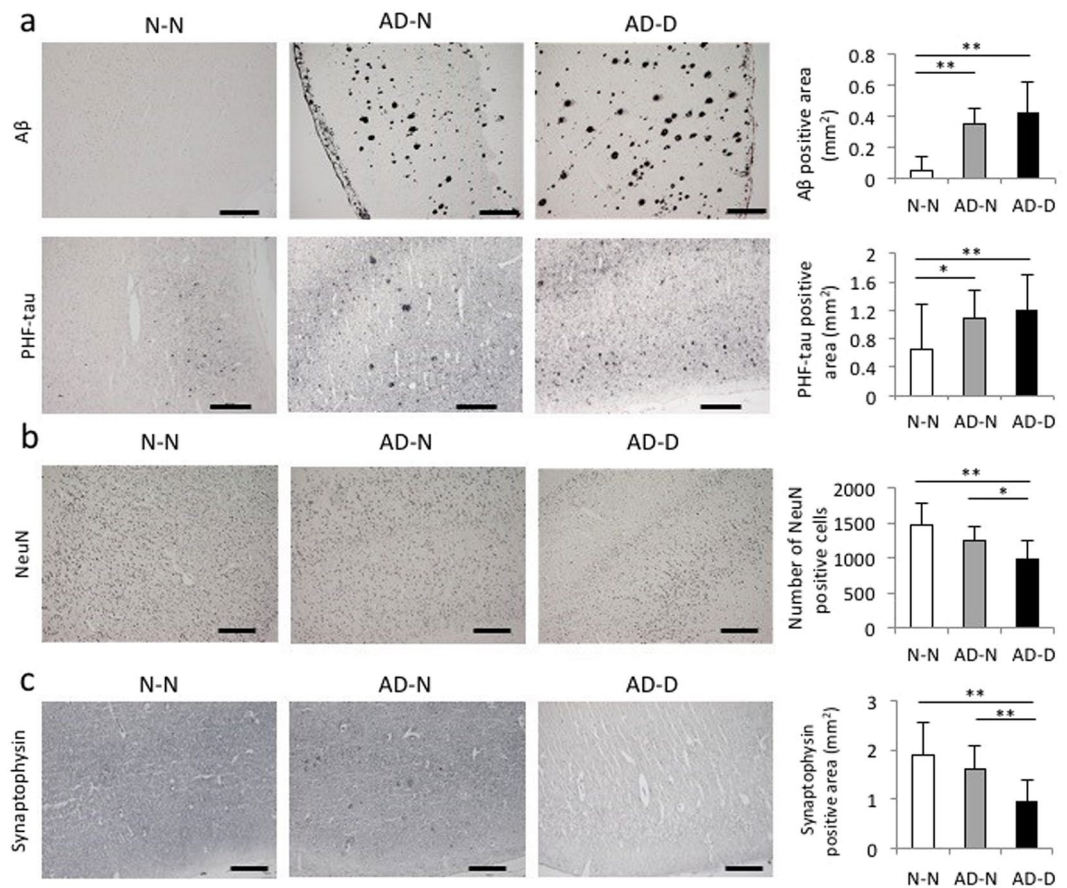 a
N-N AD-N AD-D
Aβ
Aβ positive area
(mm²)
0.8
0.6
0.4
0.2
0
**
**
N-N AD-N AD-D
PHF-tau
PHF-tau positive
area (mm²)
2
1.6
1.2
0.8
0.4
0
**
*
N-N AD-N AD-D
b
N-N AD-N AD-D
NeuN
Number of NeuN
positive cells
2000
1500
1000
500
0
**
*
N-N AD-N AD-D
c
N-N AD-N AD-D
Synaptophysin
Synaptophysin
positive area (mm²)
3
2
1
0
**
**
N-N AD-N AD-D